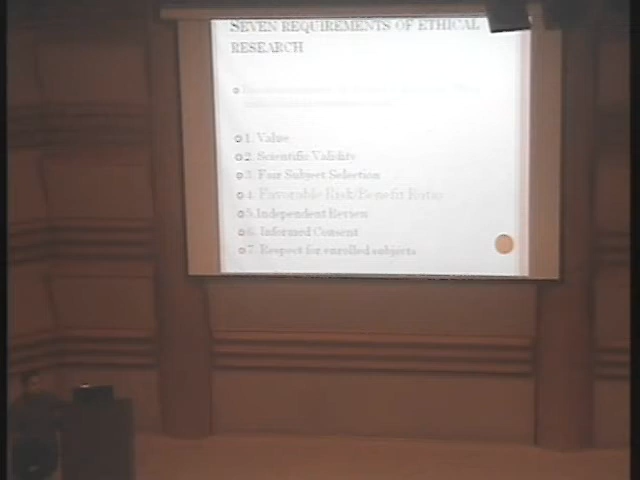 SEVEN REQUIREMENTS OF ETHICAL
RESEARCH
1. Value
2. Scientific Validity
3. Fair Subject Selection
4. Favorable Risk/Benefit Ratio
5.Independent Review
6. Informed Consent
7. Respect for enrolled subjects